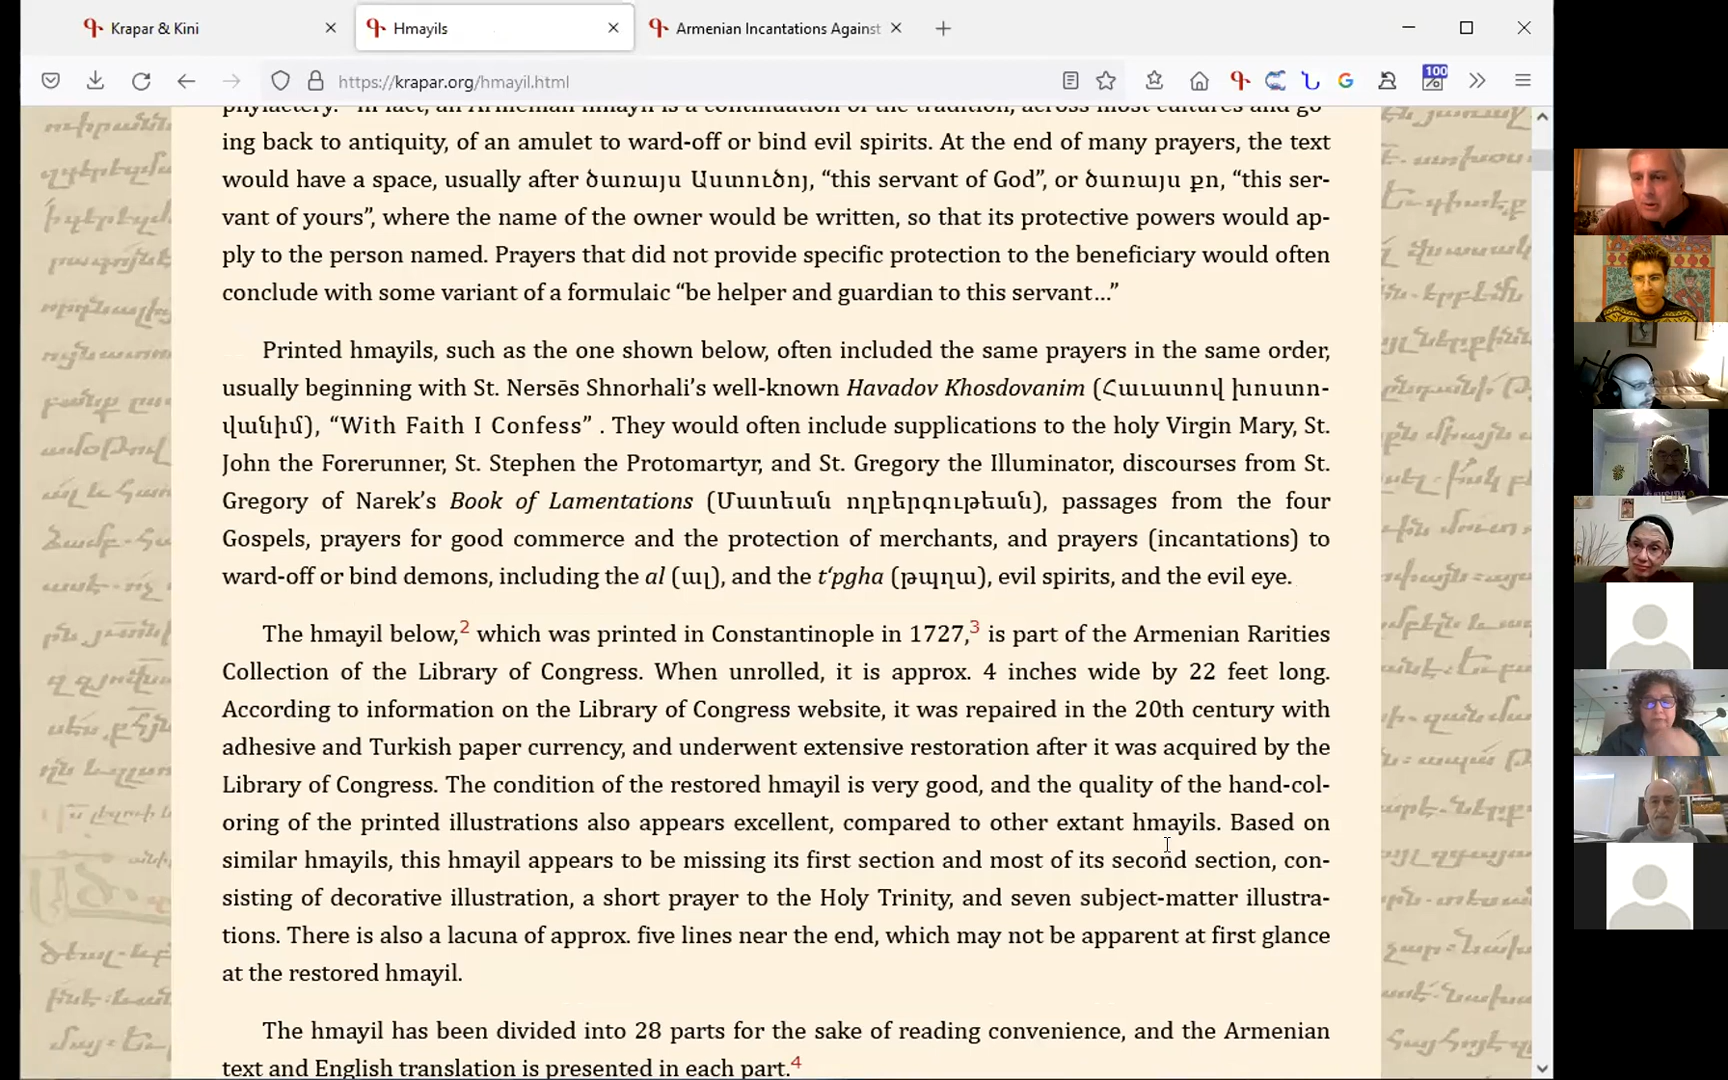 Krapar & Kini
Hmayils
Armenian Incantations Against
https://krapar.org/hmayil.html
100
phylactery." In fact, an Armenian hmayil is a continuation of the tradition, across most cultures and go-
ing back to antiquity, of an amulet to ward-off or bind evil spirits. At the end of many prayers, the text
would have a space, usually after ծառայս Աստուծոյ, “this servant of God”, or ծառայս քո, “this ser-
vant of yours”, where the name of the owner would be written, so that its protective powers would ap-
ply to the person named. Prayers that did not provide specific protection to the beneficiary would often
conclude with some variant of a formulaic “be helper and guardian to this servant...”
Printed hmayils, such as the one shown below, often included the same prayers in the same order,
usually beginning with St. Nersēs Shnorhali’s well-known Havadov Khosdovanim (Հաւատով խոստո-
վանիմ), “With Faith I Confess” . They would often include supplications to the holy Virgin Mary, St.
John the Forerunner, St. Stephen the Protomartyr, and St. Gregory the Illuminator, discourses from St.
Gregory of Narek’s Book of Lamentations (Մատեան ողբերգութեան), passages from the four
Gospels, prayers for good commerce and the protection of merchants, and prayers (incantations) to
ward-off or bind demons, including the al (ալ), and the t‘pgha (թպղա), evil spirits, and the evil eye.
The hmayil below,2 which was printed in Constantinople in 1727,3 is part of the Armenian Rarities
Collection of the Library of Congress. When unrolled, it is approx. 4 inches wide by 22 feet long.
According to information on the Library of Congress website, it was repaired in the 20th century with
adhesive and Turkish paper currency, and underwent extensive restoration after it was acquired by the
Library of Congress. The condition of the restored hmayil is very good, and the quality of the hand-col-
oring of the printed illustrations also appears excellent, compared to other extant hmayils. Based on
similar hmayils, this hmayil appears to be missing its first section and most of its second section, con-
sisting of decorative illustration, a short prayer to the Holy Trinity, and seven subject-matter illustra-
tions. There is also a lacuna of approx. five lines near the end, which may not be apparent at first glance
at the restored hmayil.
The hmayil has been divided into 28 parts for the sake of reading convenience, and the Armenian
text and English translation is presented in each part.4